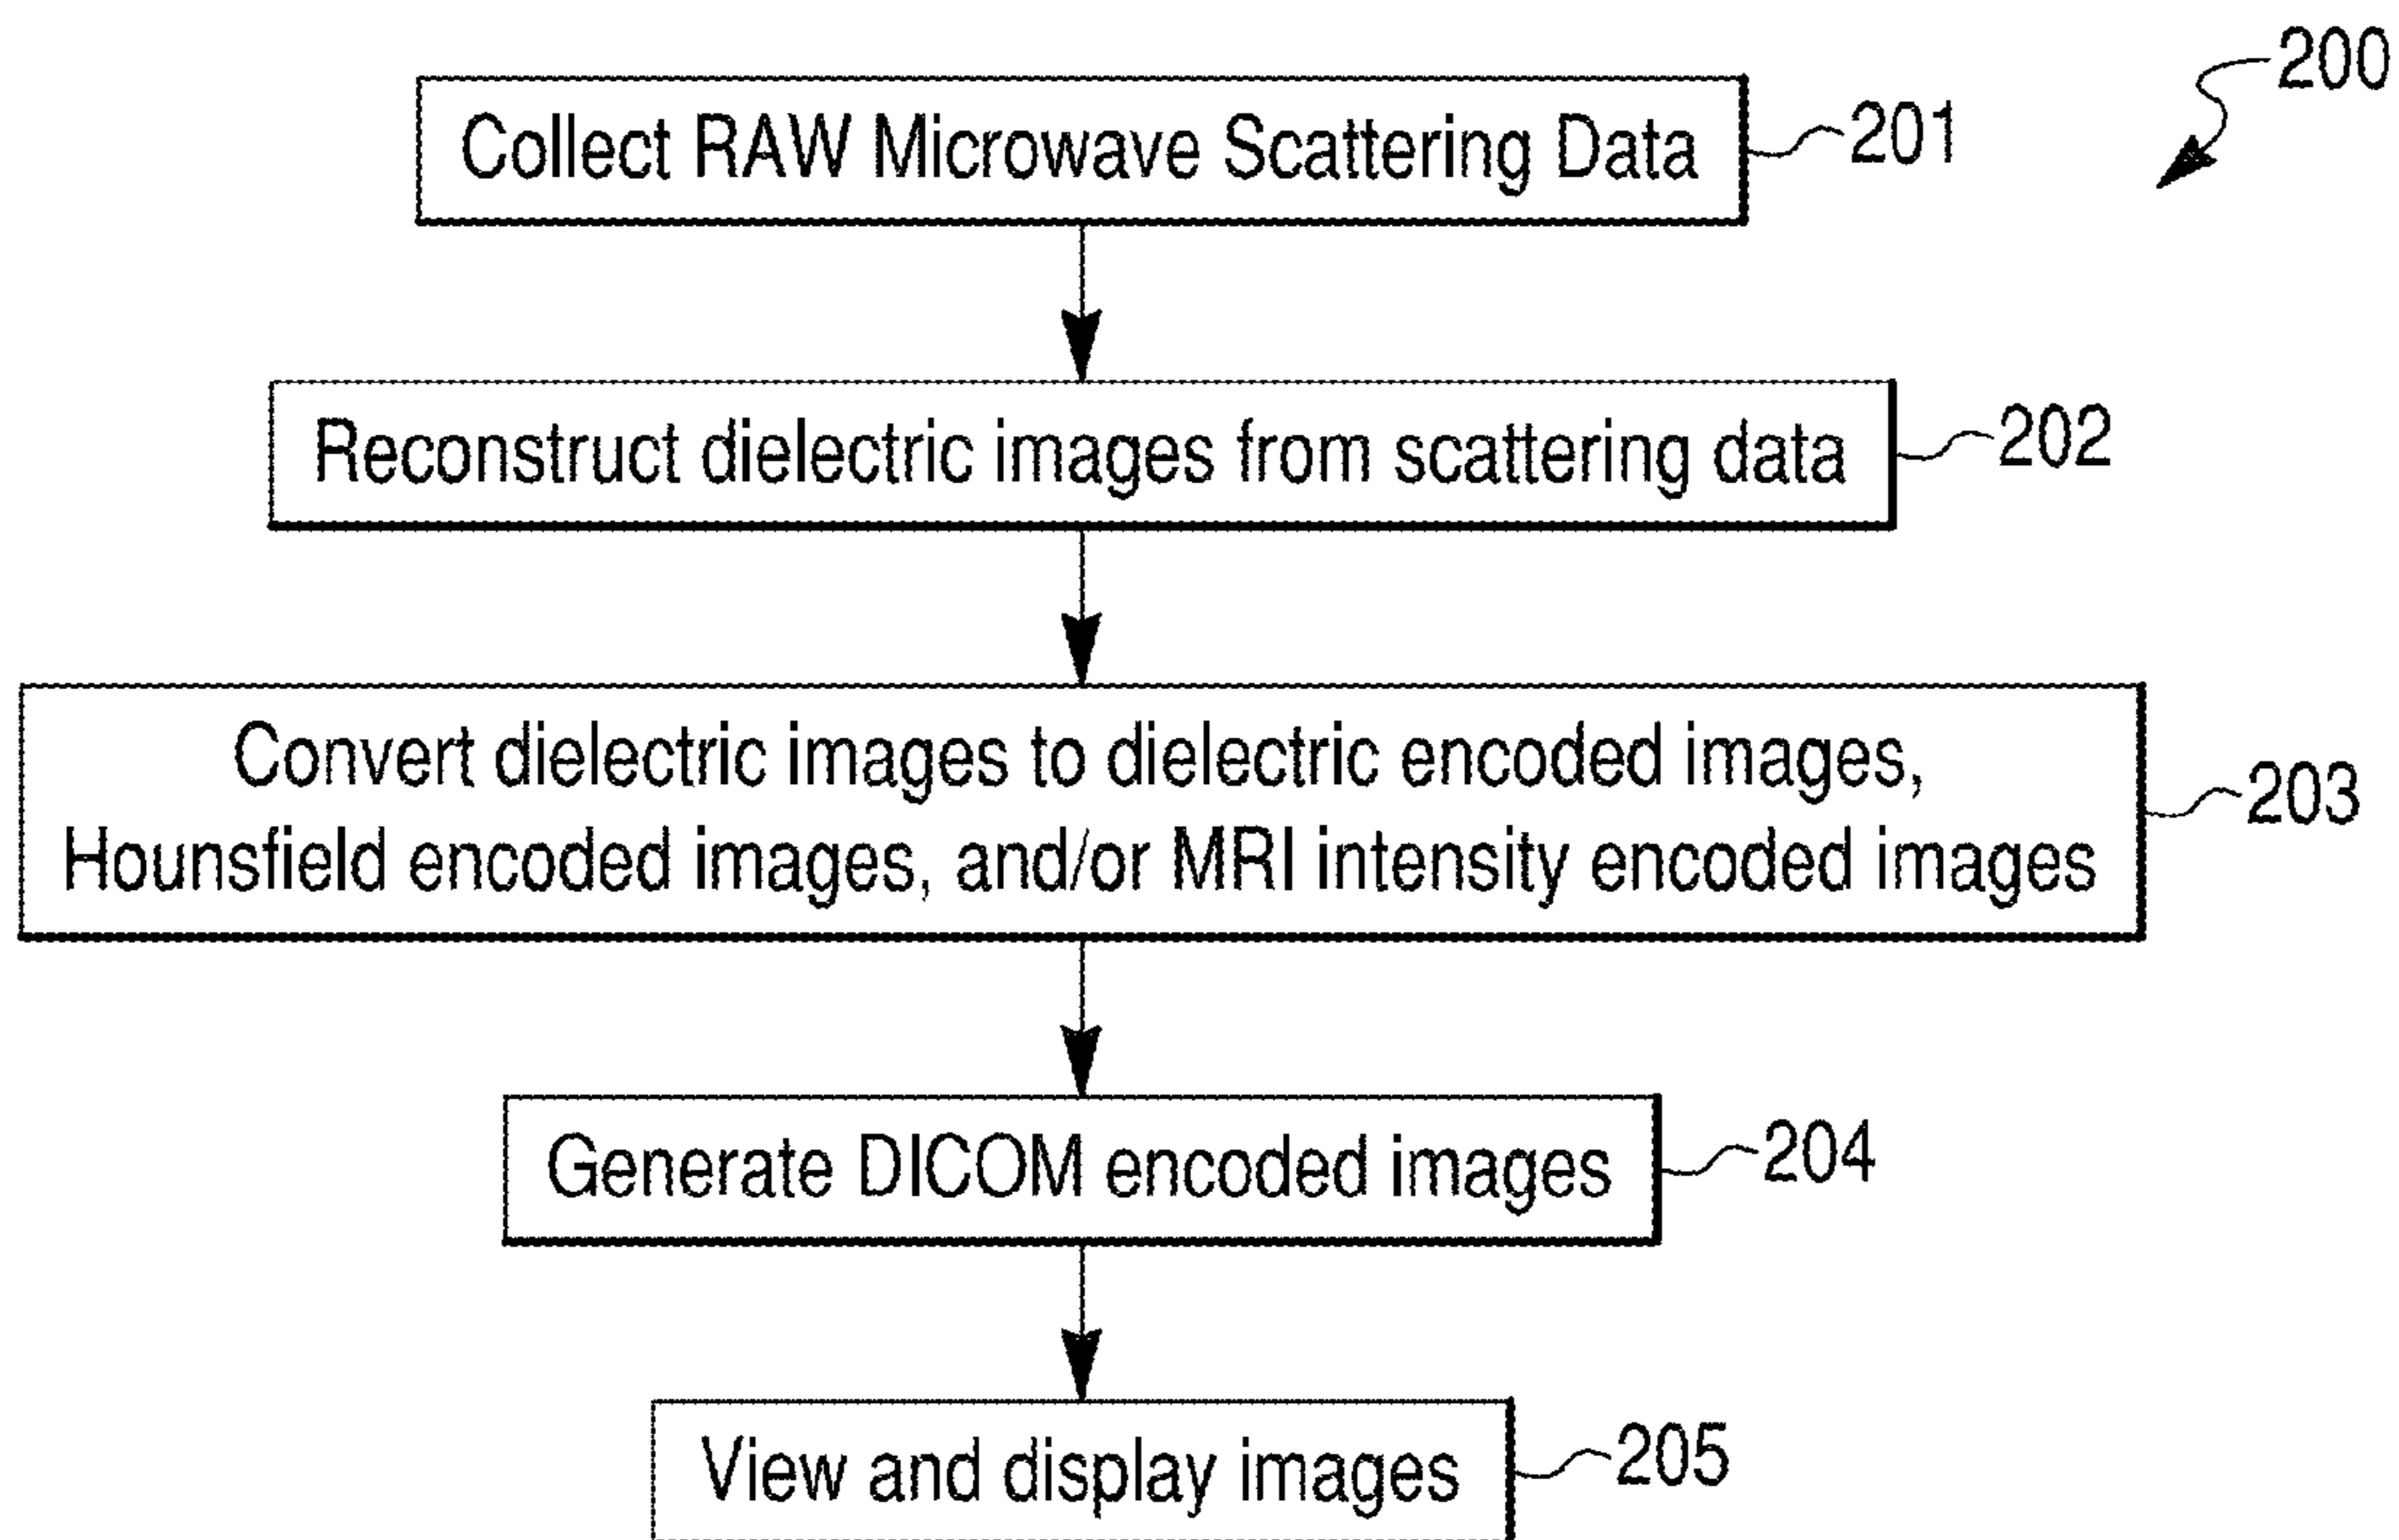 200
Collect RAW Microwave Scattering Data
201
Reconstruct dielectric images from scattering data
202
Convert dielectric images to dielectric encoded images,
Hounsfield encoded images, and/or MRI intensity encoded images
203
Generate DICOM encoded images
204
View and display images
205